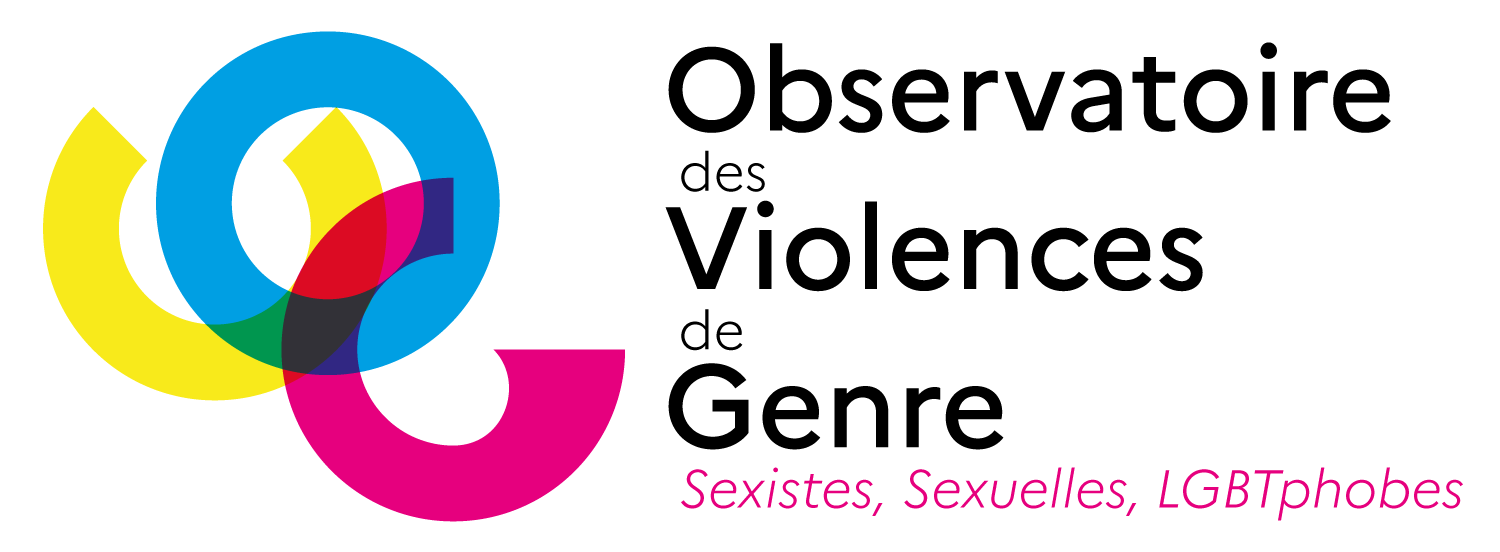 Observatoire
des
Violences
de
Genre
Sexistes, Sexuelles, LGBTphobes